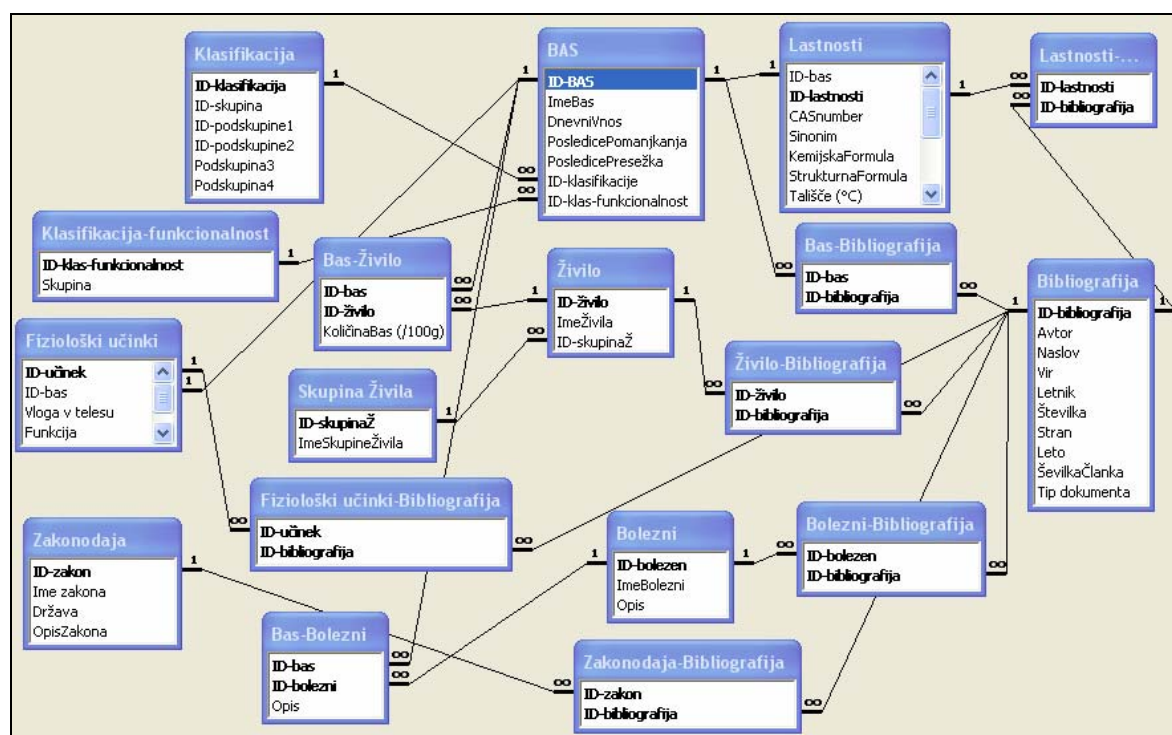 Klasifikacija
ID-klasifikacija
ID-skupina
ID-podskupine1
ID-podskupine2
Podskupina3
Podskupina4
BAS
ID-BAS
ImeBas
DnevniVnos
PosledicePomanjkanja
PosledicePresežka
ID-klasifikacije
ID-klas-funkcionalnost
Lastnosti
ID-bas
ID-lastnosti
CASnumber
Sinonim
KemijskaFormula
StrukturnaFormula
Tališče (°C)
Lastnosti-...
ID-lastnosti
ID-bibliografija
Klasifikacija-funkcionalnost
ID-klas-funkcionalnost
Skupina
Bas-Živilo
ID-bas
ID-živilo
KoličinaBas (/100g)
Živilo
ID-živilo
ImeŽivila
ID-skupinaŽ
Bas-Bibliografija
ID-bas
ID-bibliografija
Bibliografija
ID-bibliografija
Avtor
Naslov
Vir
Letnik
Številka
Stran
Leto
ŠevilkaČlanka
Tip dokumenta
Fiziološki učinki
ID-učinek
ID-bas
Vloga v telesu
Funkcija
Skupina Živila
ID-skupinaŽ
ImeSkupineŽivila
Živilo-Bibliografija
ID-živilo
ID-bibliografija
Fiziološki učinki-Bibliografija
ID-učinek
ID-bibliografija
Zakonodaja
ID-zakon
Ime zakona
Država
OpisZakona
Bolezni
ID-bolezen
ImeBolezni
Opis
Bolezni-Bibliografija
ID-bolezen
ID-bibliografija
Bas-Bolezni
ID-bas
ID-bolezni
Opis
Zakonodaja-Bibliografija
ID-zakon
ID-bibliografija